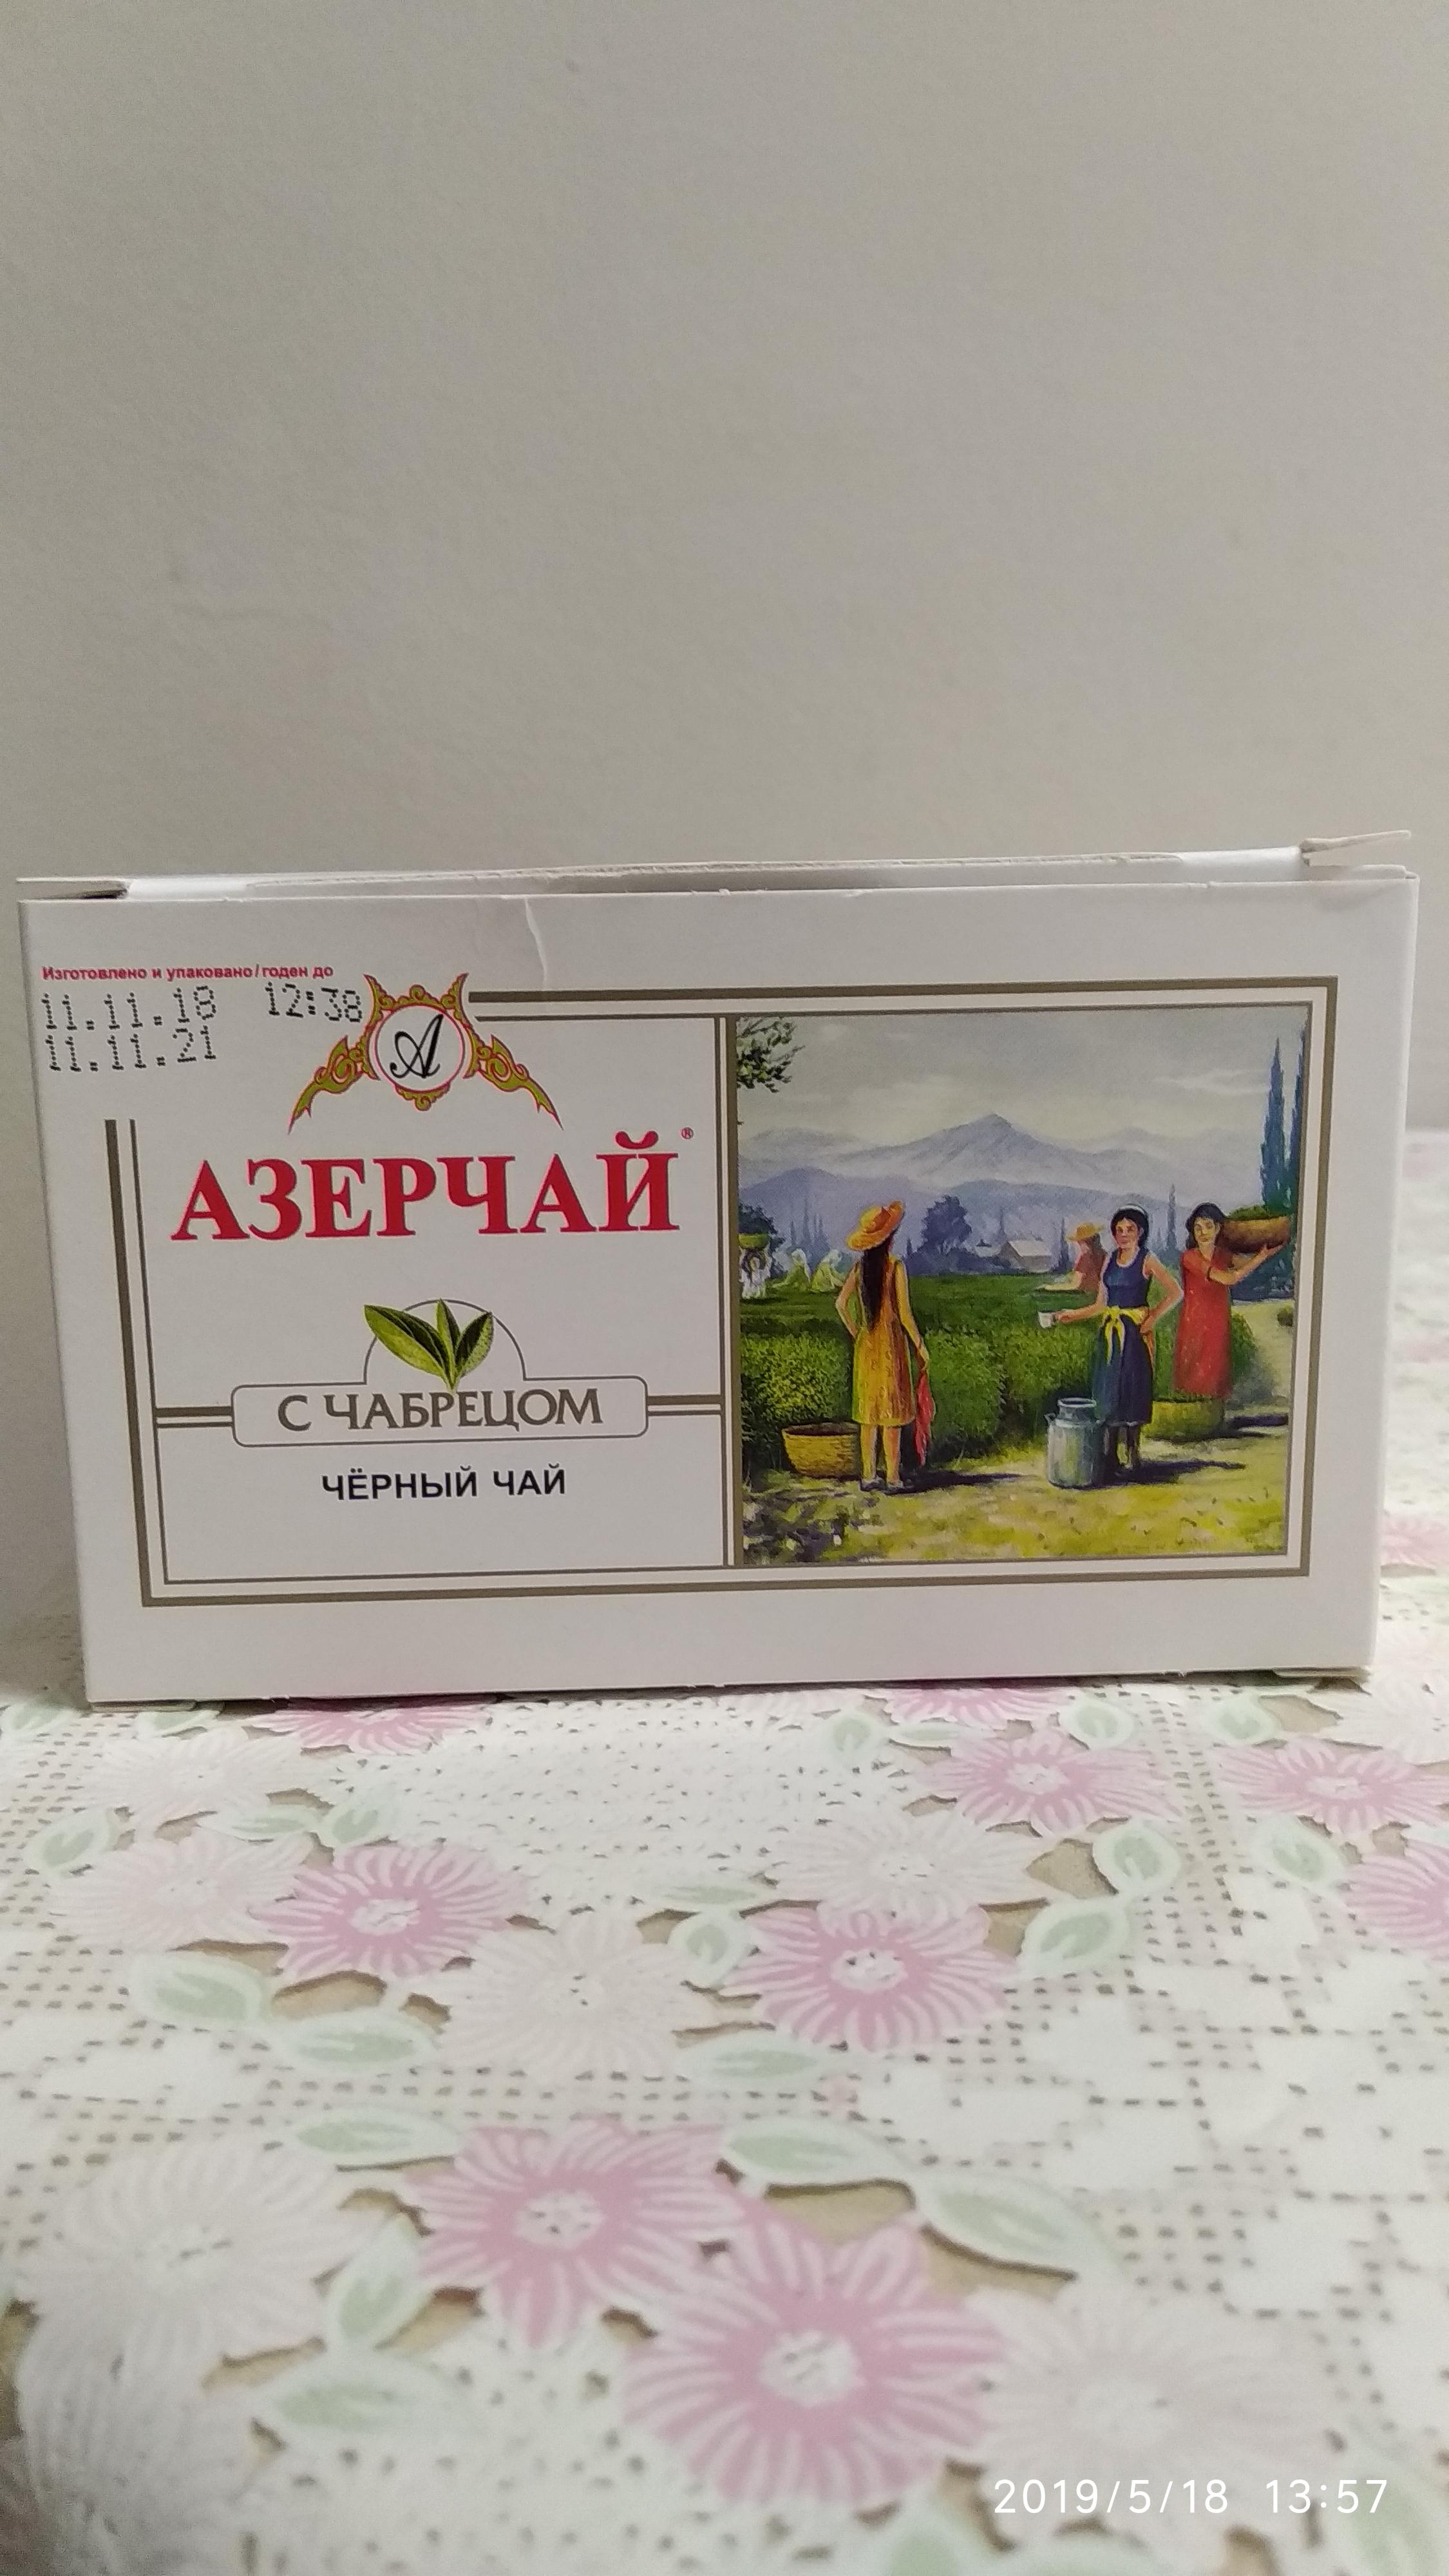 Изготовлено и упаковано/годен до
11.11.18 12:38
11.11.21
A
АЗЕРЧАЙ®
С ЧАБРЕЦОМ
ЧЁРНЫЙ ЧАЙ
2019/5/18 13:57